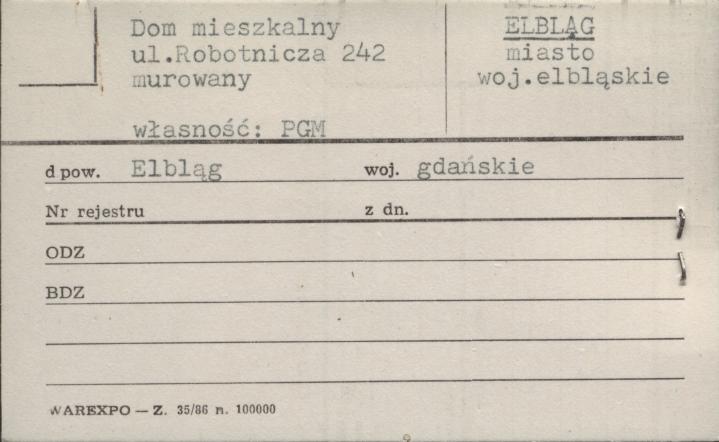 Dom mieszkalny
ul.Robotnicza 242
murowany
własność: PGM
ELBLĄG
miasto
woj.elbląskie
d pow. Elbląg woj. gdańskie
Nr rejestru z dn.
ODZ
BDZ
WAREXPO — Z. 35/86 n. 100000